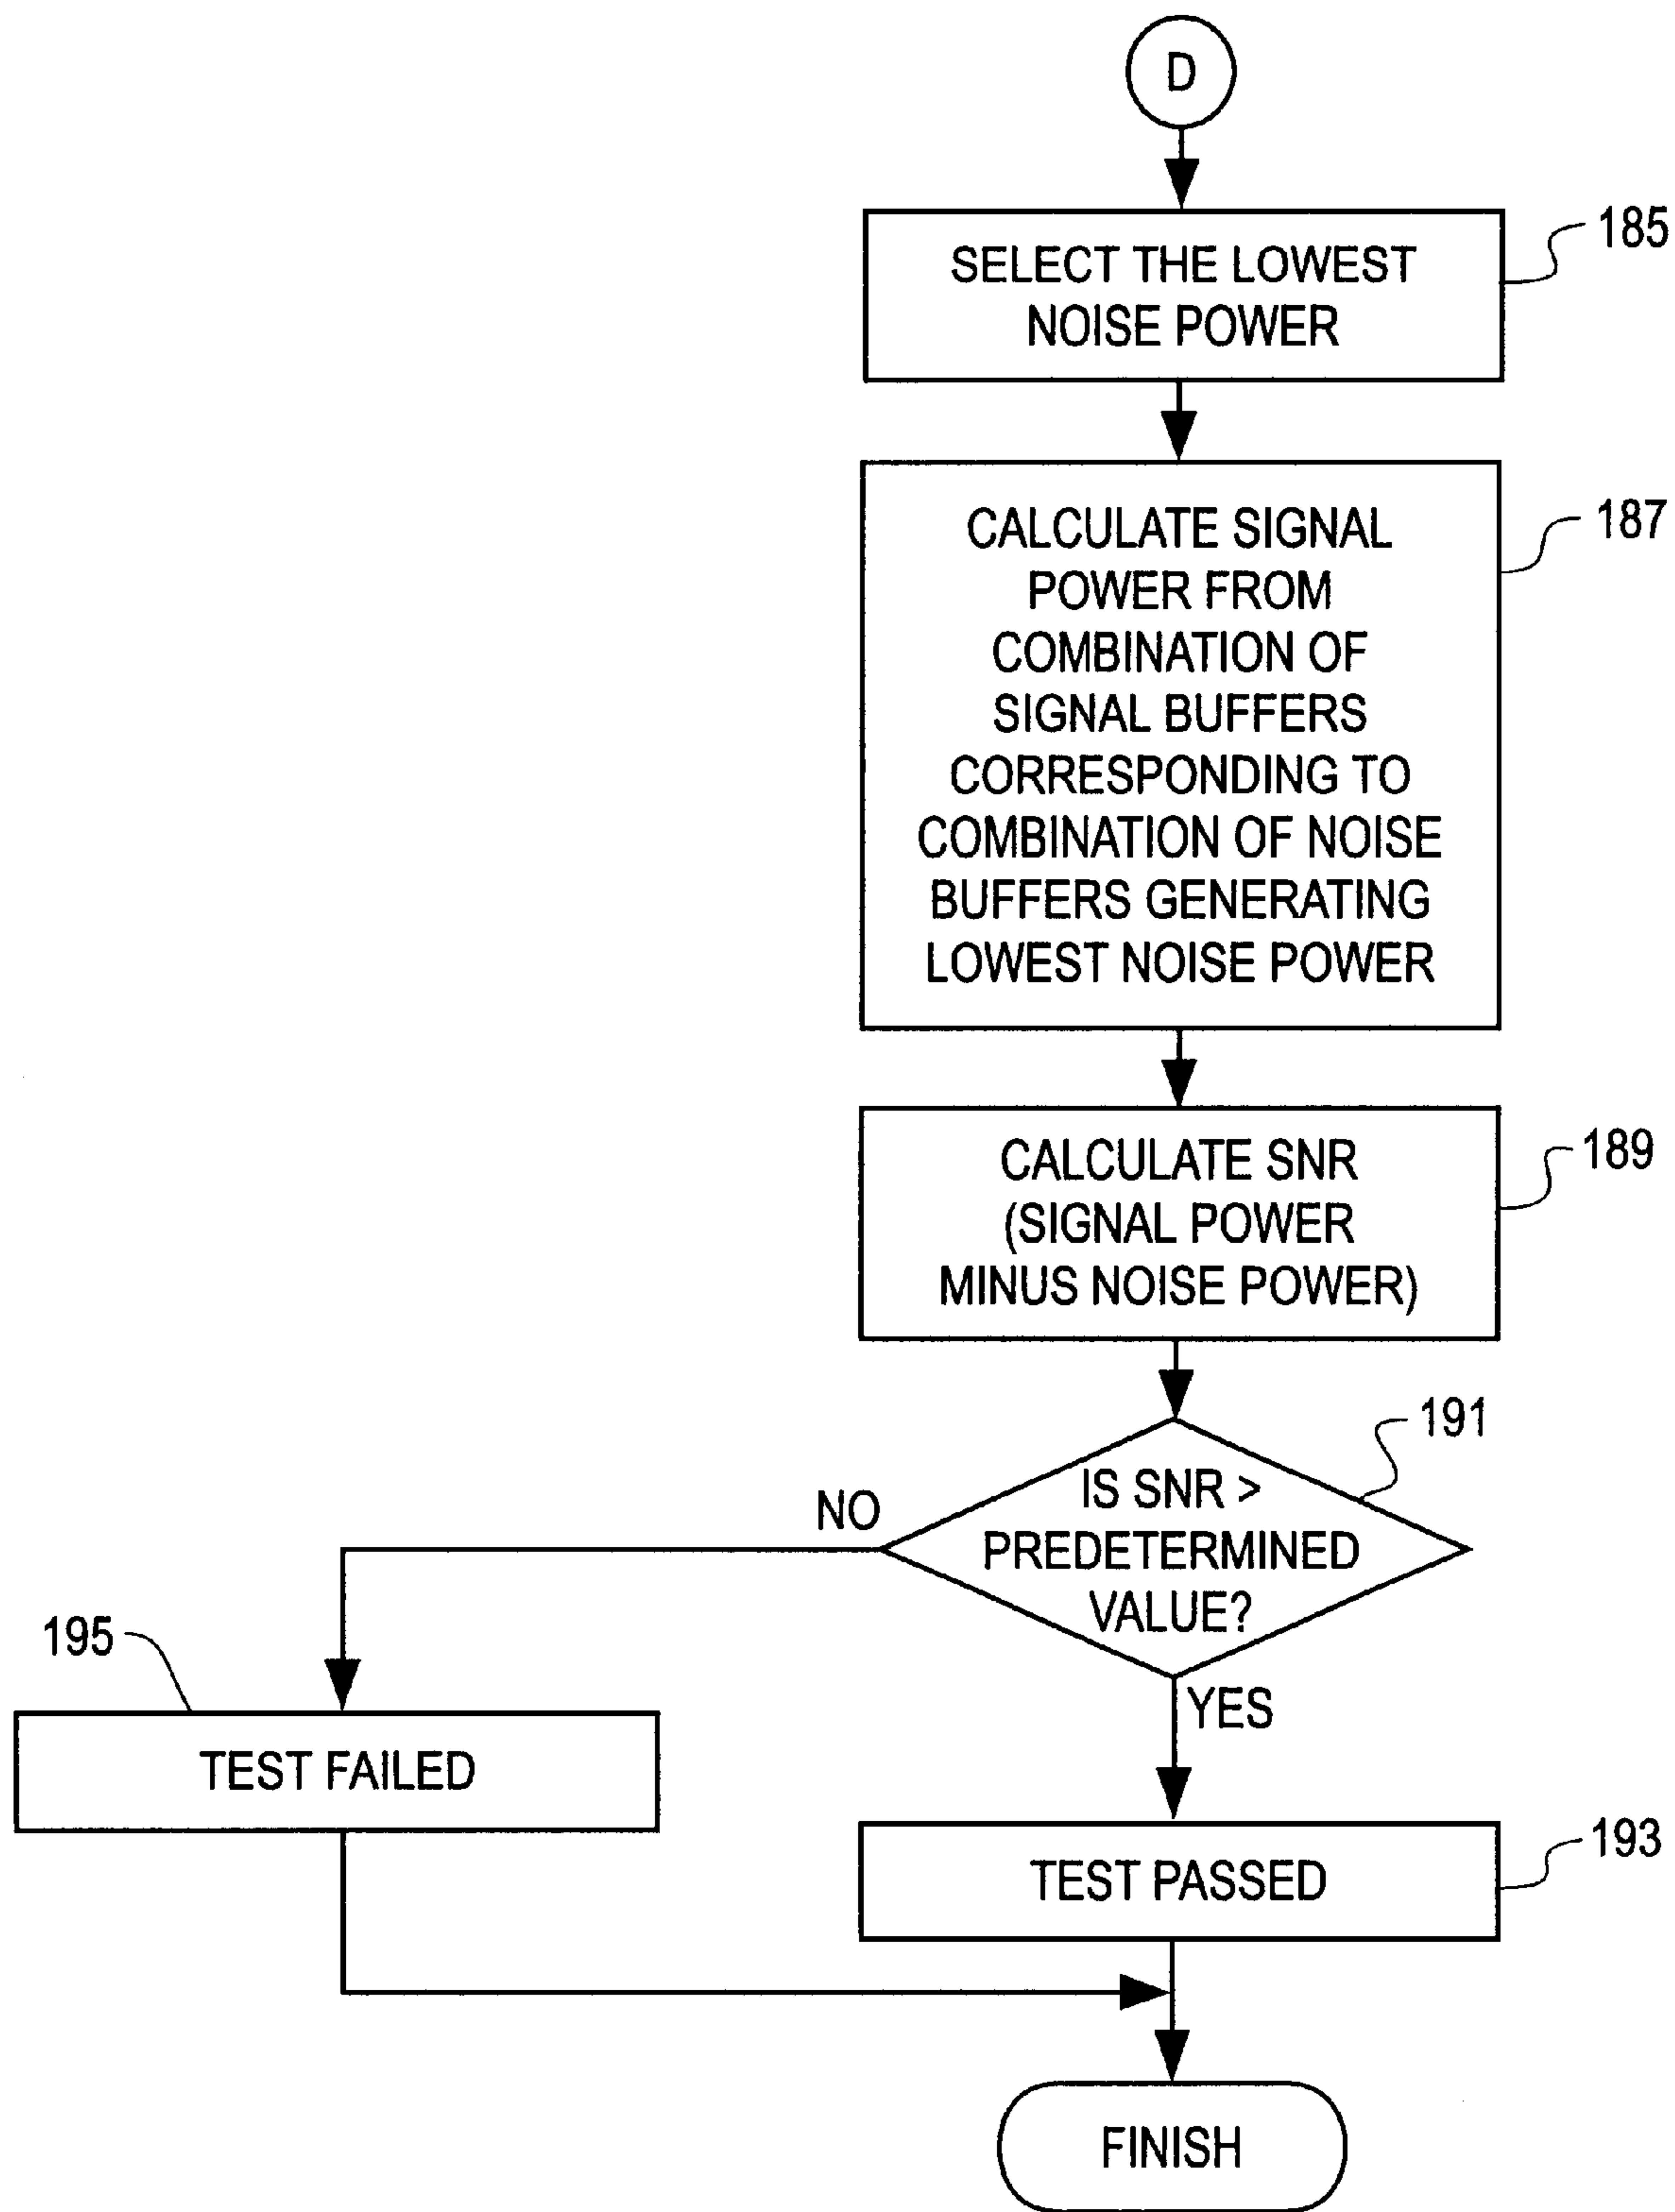 D
SELECT THE LOWEST
NOISE POWER
185
CALCULATE SIGNAL
POWER FROM
COMBINATION OF
SIGNAL BUFFERS
CORRESPONDING TO
COMBINATION OF NOISE
BUFFERS GENERATING
LOWEST NOISE POWER
187
CALCULATE SNR
(SIGNAL POWER
MINUS NOISE POWER)
189
IS SNR >
PREDETERMINED
VALUE?
191
NO
YES
195
TEST FAILED
TEST PASSED
193
FINISH